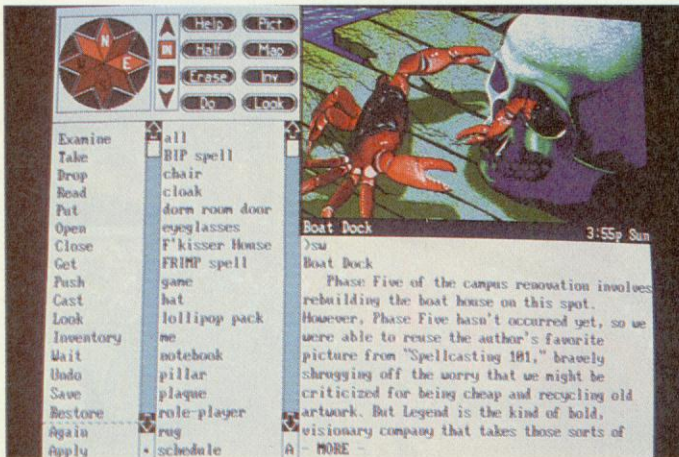 N
E
IN
Help
Pict
Half
Map
Erase
Inv
Do
Look
Examine
Take
Drop
Read
Put
Open
Close
Get
Push
Cast
Look
Inventory
Wait
Undo
Save
Restore
Again
Apply
all
BIP spell
chair
cloak
dorm room door
eyeglasses
F'kisser House
FRIMP spell
game
hat
lollipop pack
me
notebook
pillar
plaque
role-player
rug
schedule
A
Boat Dock 3:55p Sun
>sw
Boat Dock
Phase Five of the campus renovation involves
rebuilding the boat house on this spot.
However, Phase Five hasn't occurred yet, so we
were able to reuse the author's favorite
picture from "Spellcasting 101," bravely
shrugging off the worry that we might be
criticized for being cheap and recycling old
artwork. But Legend is the kind of bold,
visionary company that takes those sorts of
- MORE -